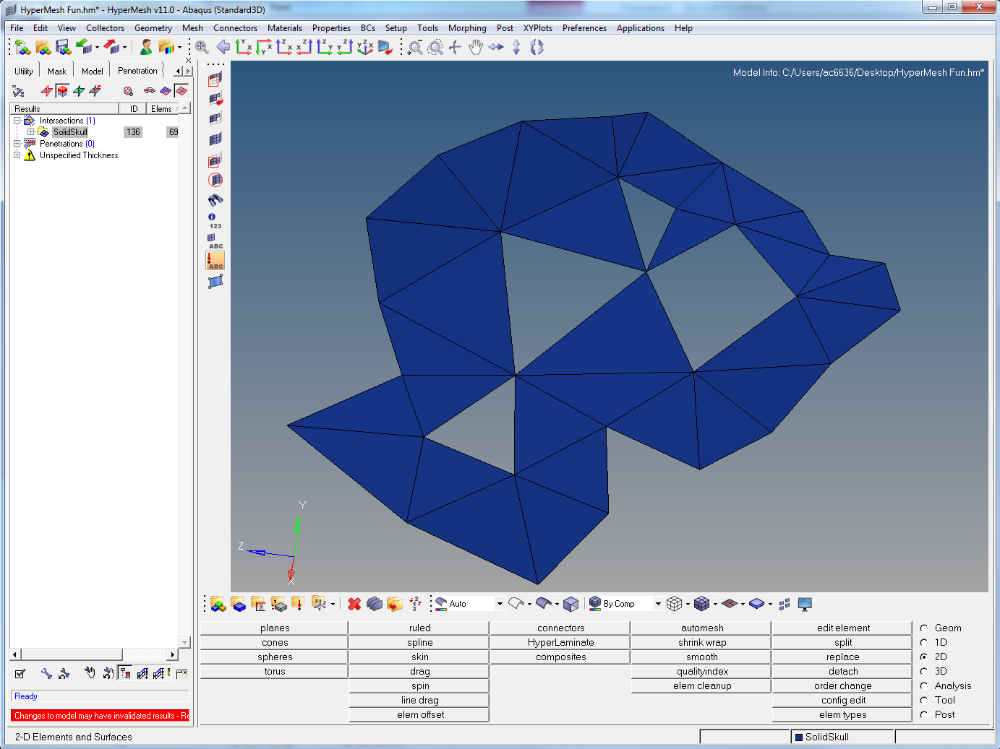 HyperMesh Fun.hm* - HyperMesh v11.0 - Abaqus (Standard3D)
File Edit View Collectors Geometry Mesh Connectors Materials Properties BCs Setup Tools Morphing Post XYPlots Preferences Applications Help
Utility Mask Model Penetration
Model Info: C:/Users/ac6636/Desktop/HyperMesh Fun.hm*
Results ID Elems
Intersections (1)
SolidSkull 136 69
Penetrations (0)
Unspecified Thickness
123
ABC
ABC
Y
Z
X
Auto By Comp
planes ruled connectors automesh edit element Geom
cones spline HyperLaminate shrink wrap split 1D
spheres skin composites smooth replace 2D
torus drag qualityindex detach 3D
spin elem cleanup order change Analysis
line drag config edit Tool
elem offset elem types Post
Ready
Changes to model may have invalidated results - Re
2-D Elements and Surfaces SolidSkull